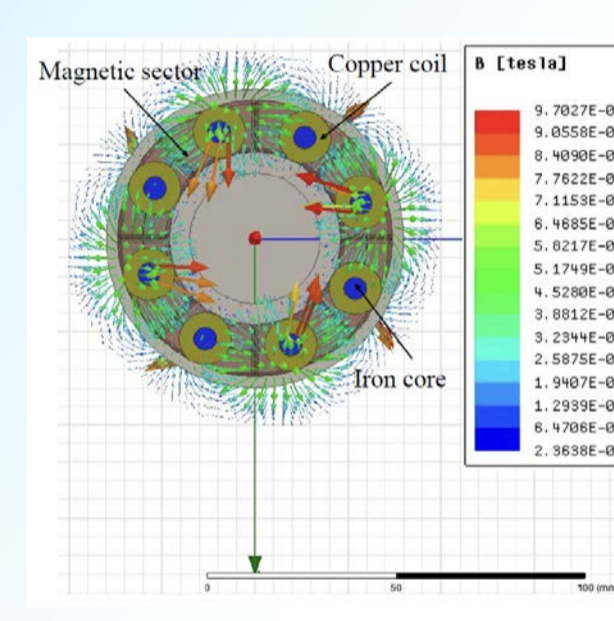 Magnetic sector
Copper coil
B [tesla]
9.7027E-0
9.0558E-0
8.4090E-0
7.7622E-0
7.1153E-0
6.4685E-0
5.8217E-0
5.1749E-0
4.5280E-0
3.8812E-0
3.2344E-0
2.5875E-0
1.9407E-0
1.2939E-0
6.4706E-0
2.3638E-0
Iron core
0
50
100 (mm